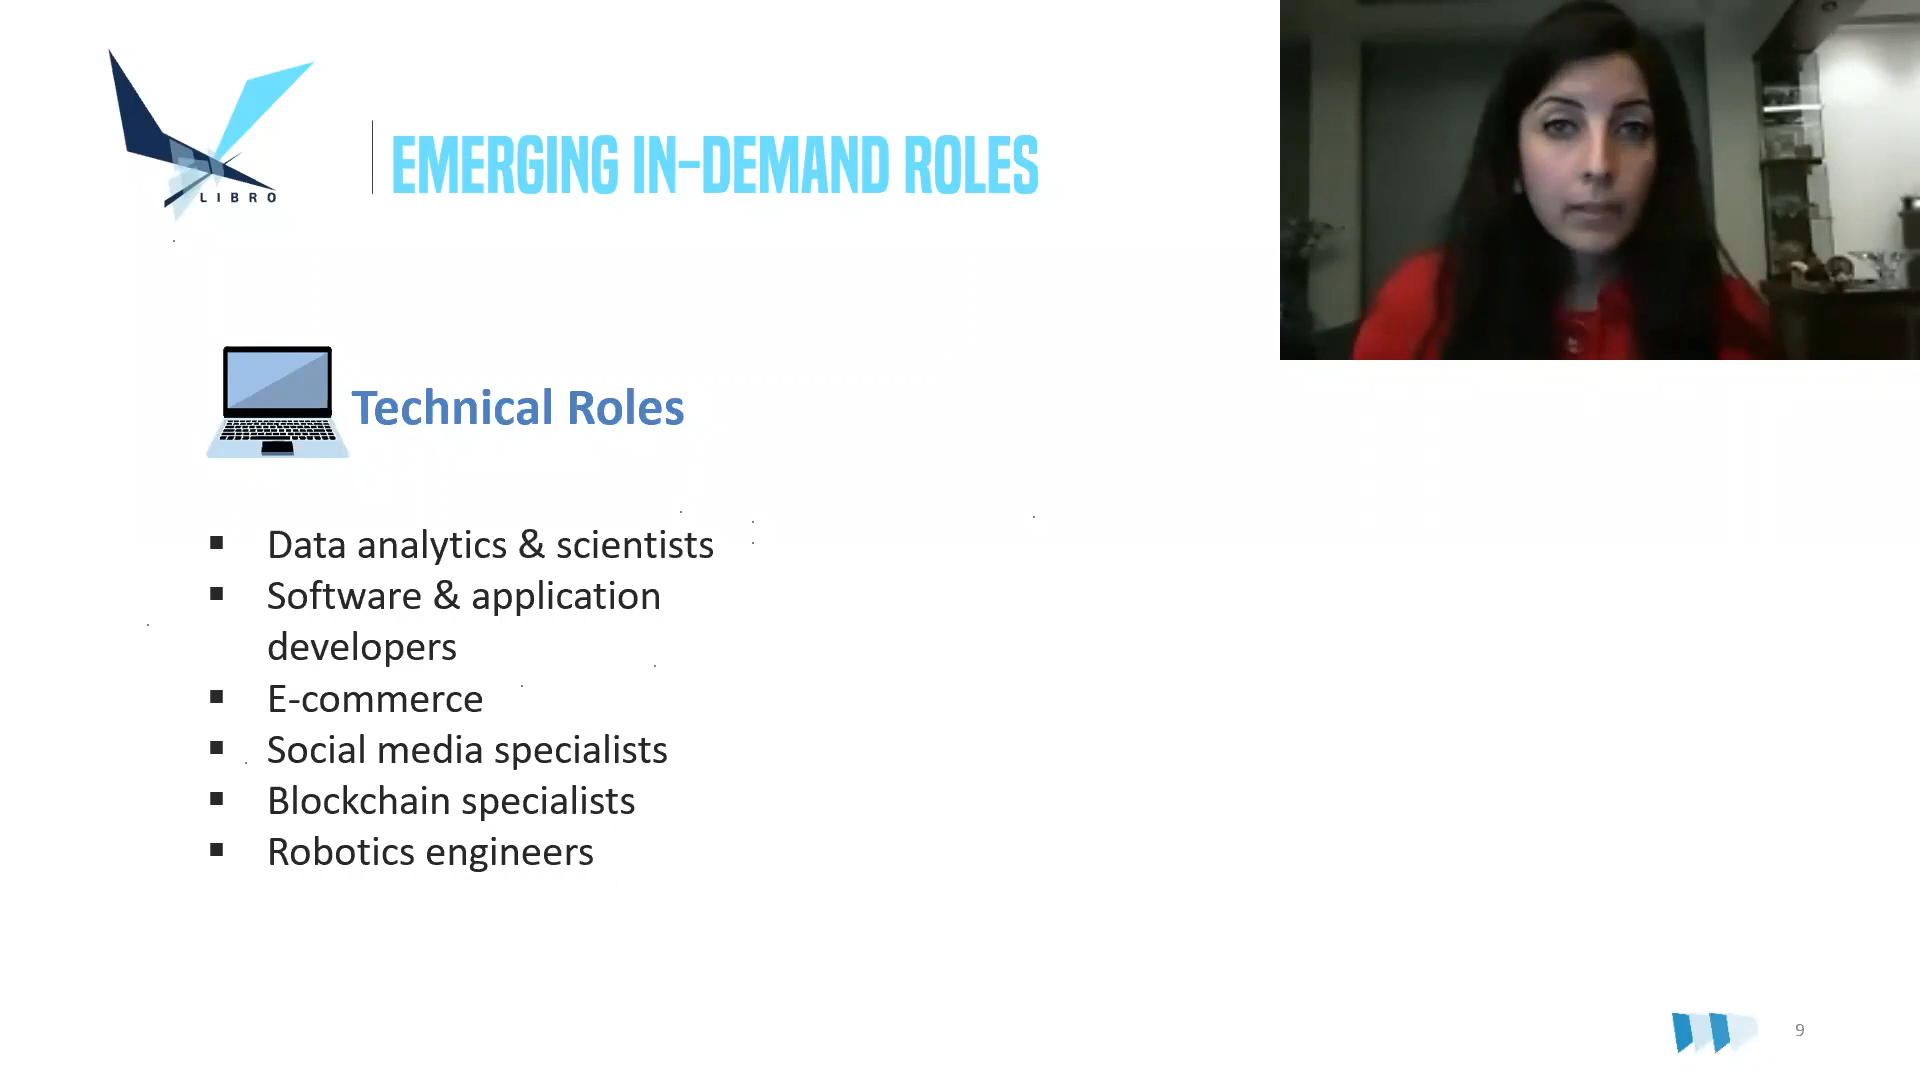 LIBRO
EMERGING IN-DEMAND ROLES
Technical Roles
▪ Data analytics & scientists
▪ Software & application
developers
▪ E-commerce
▪ Social media specialists
▪ Blockchain specialists
▪ Robotics engineers
9